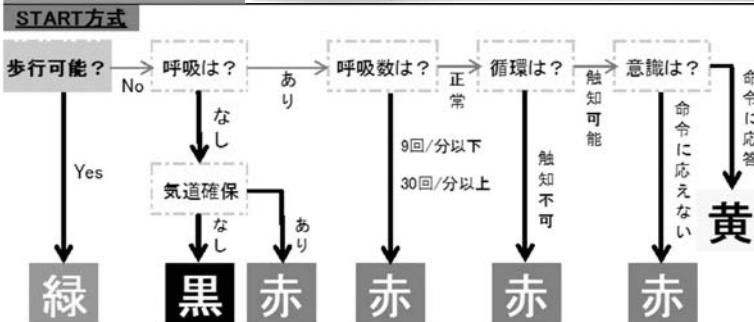 START方式
歩行可能？
No
呼吸は？
あり
呼吸数は？
正常
循環は？
触知可能
意識は？
命令に応答
Yes
なし
気道確保
なし
あり
9回/分以下
30回/分以上
触知不可
命令に応えない
黄
緑
黒
赤
赤
赤
赤